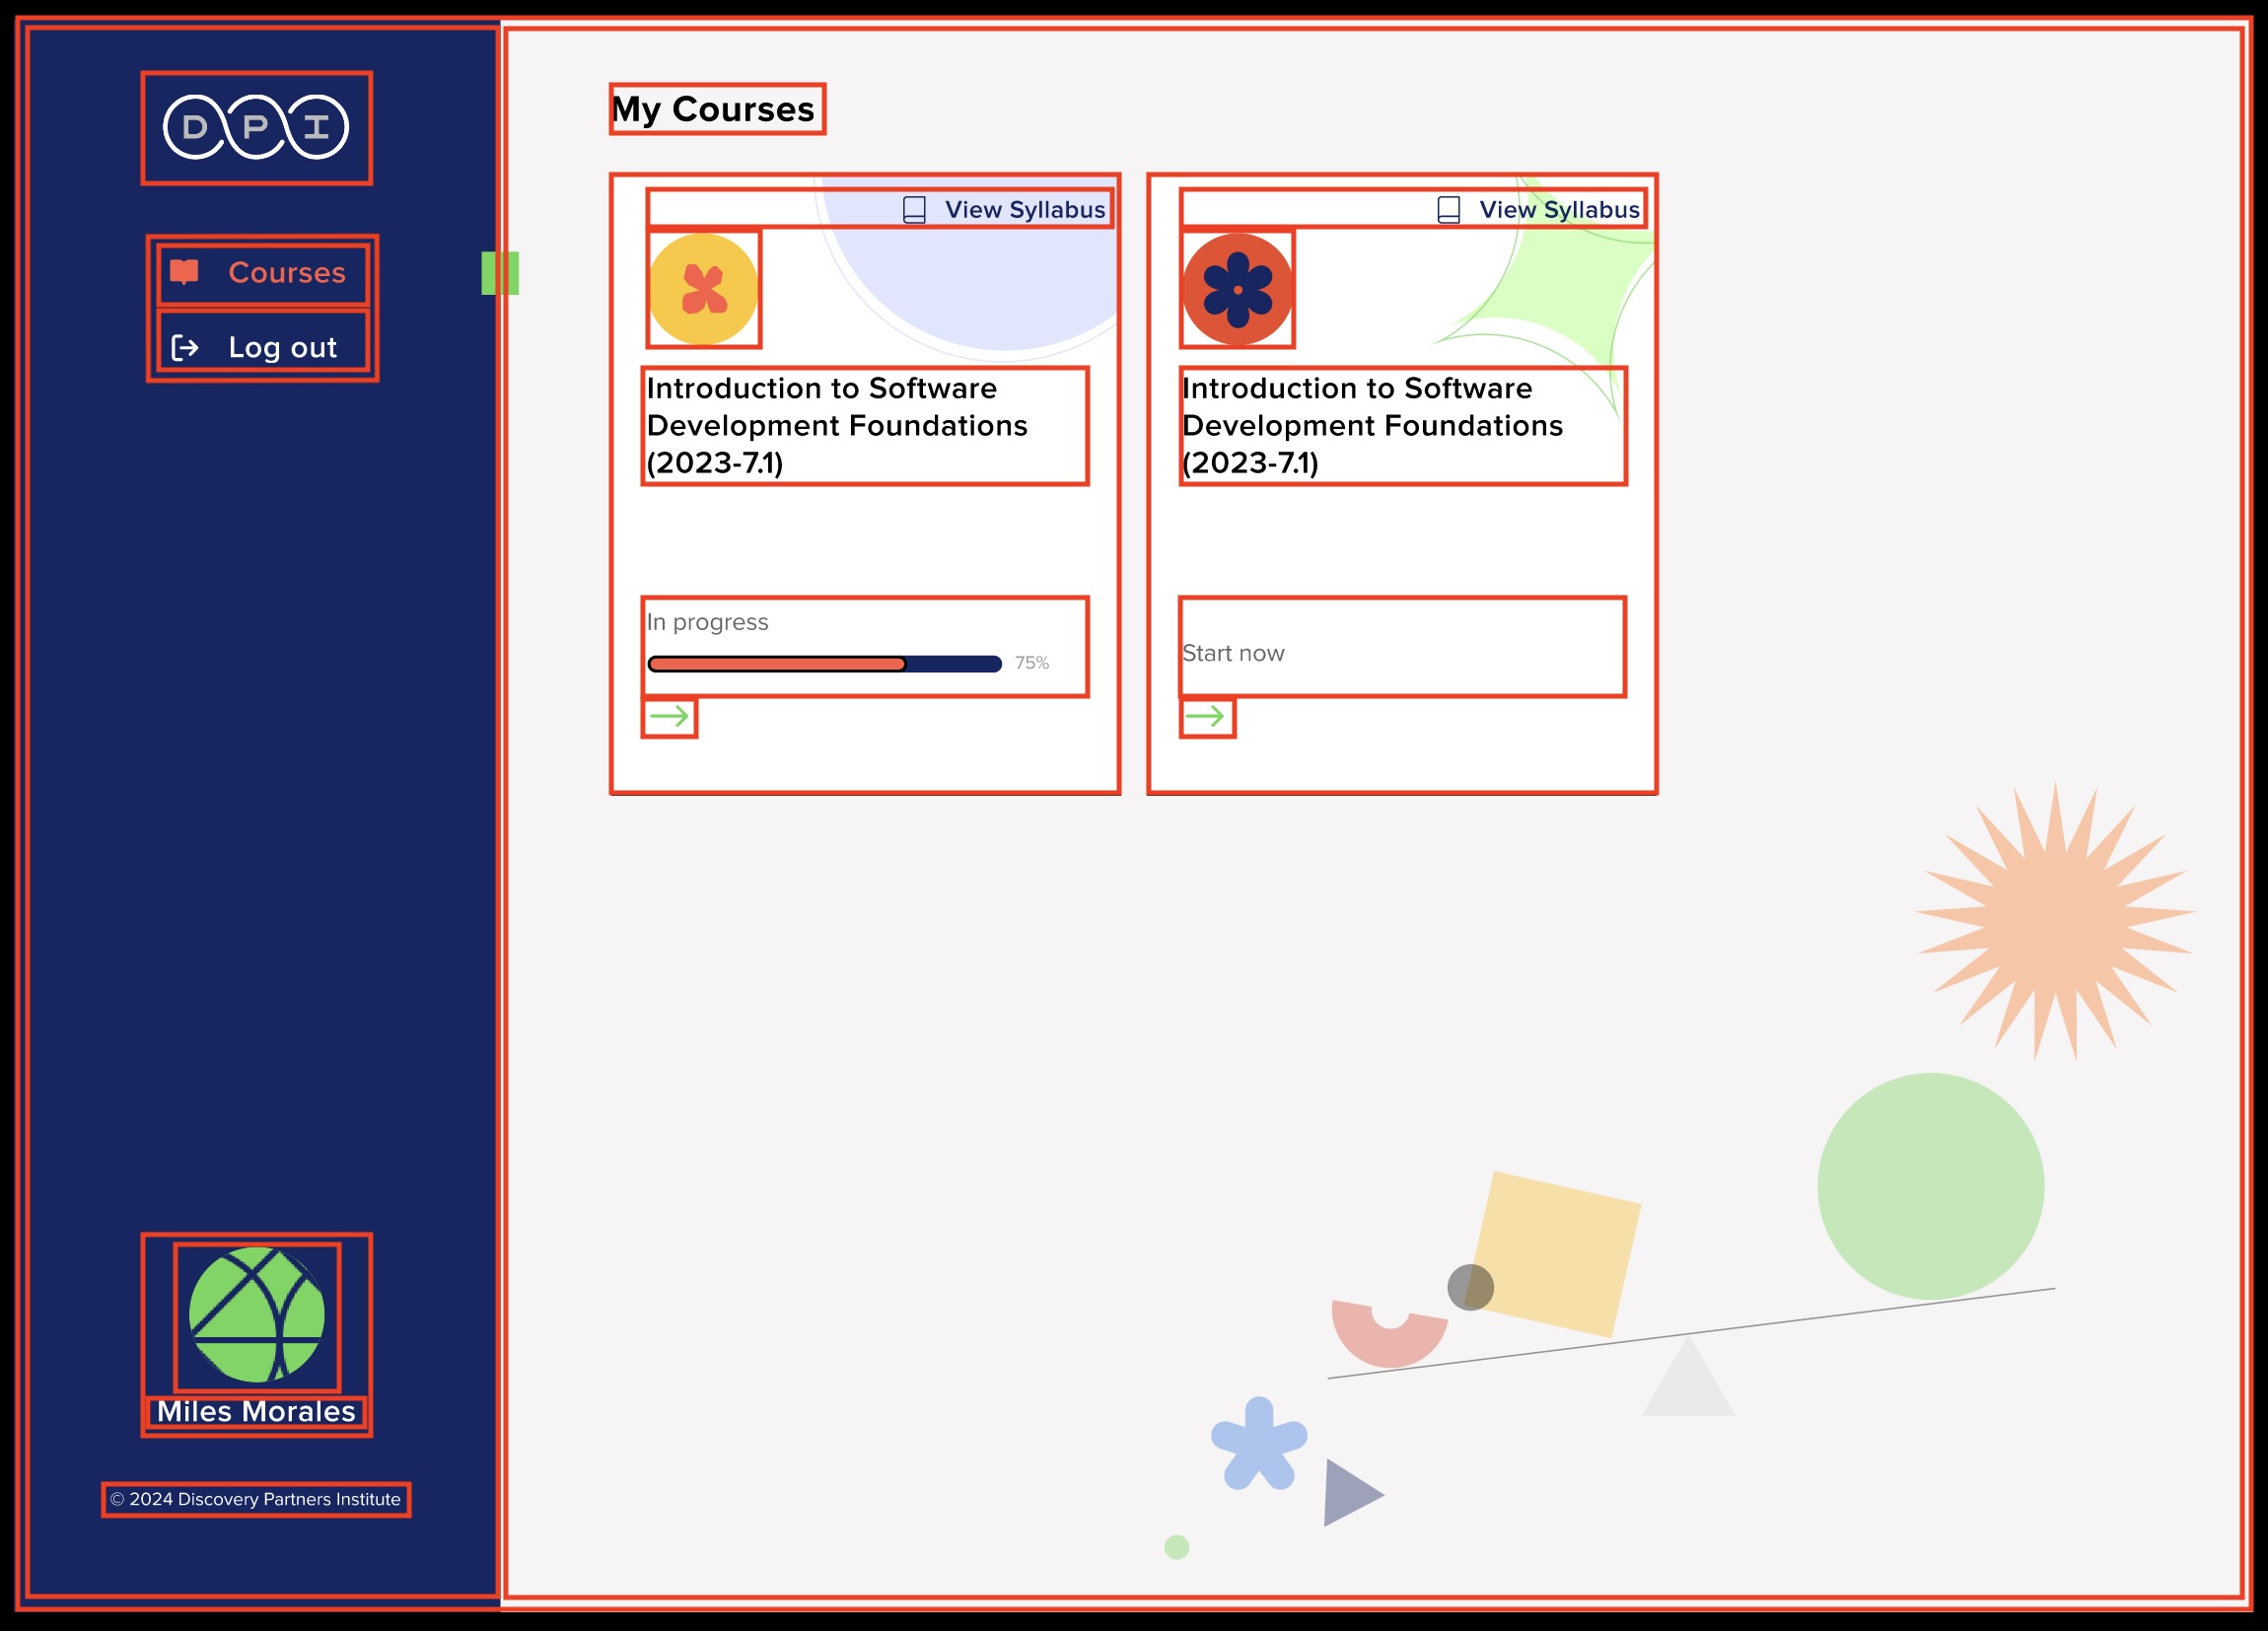 DPI
Courses
Log out
Miles Morales
© 2024 Discovery Partners Institute
My Courses
View Syllabus
Introduction to Software
Development Foundations
(2023-7.1)
In progress
75%
View Syllabus
Introduction to Software
Development Foundations
(2023-7.1)
Start now